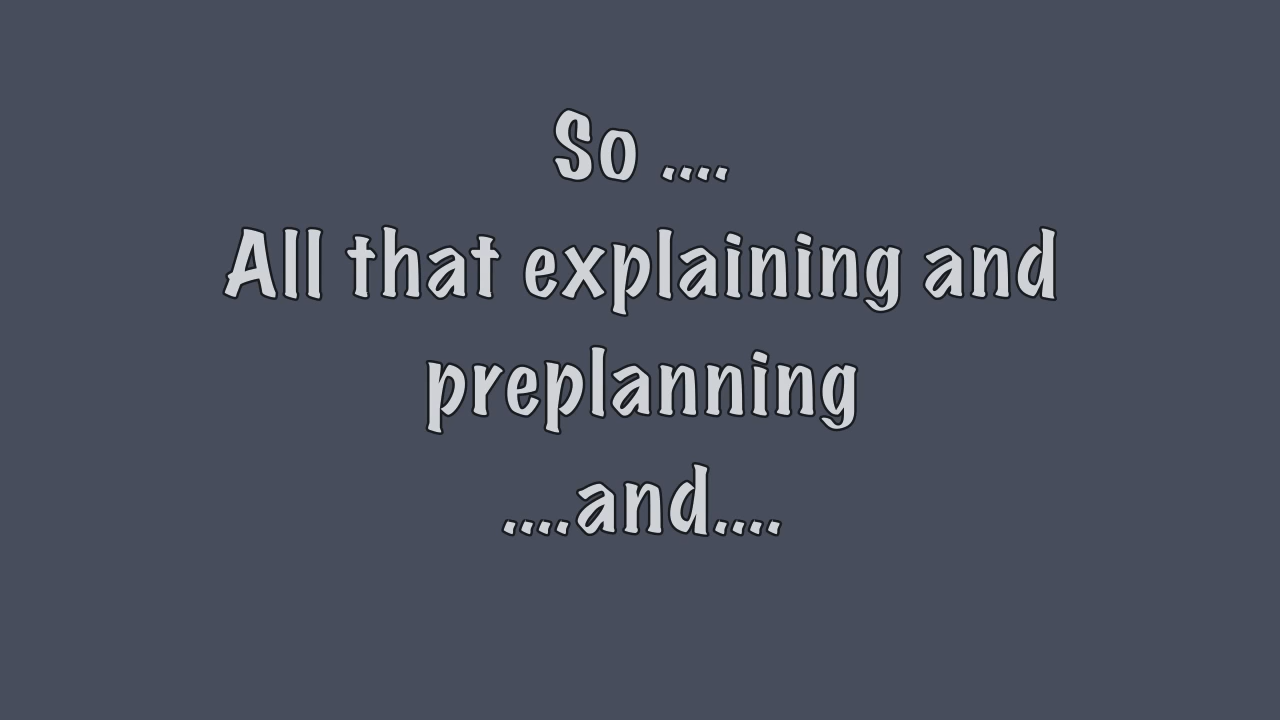 So ....
All that explaining and
preplanning
....and....